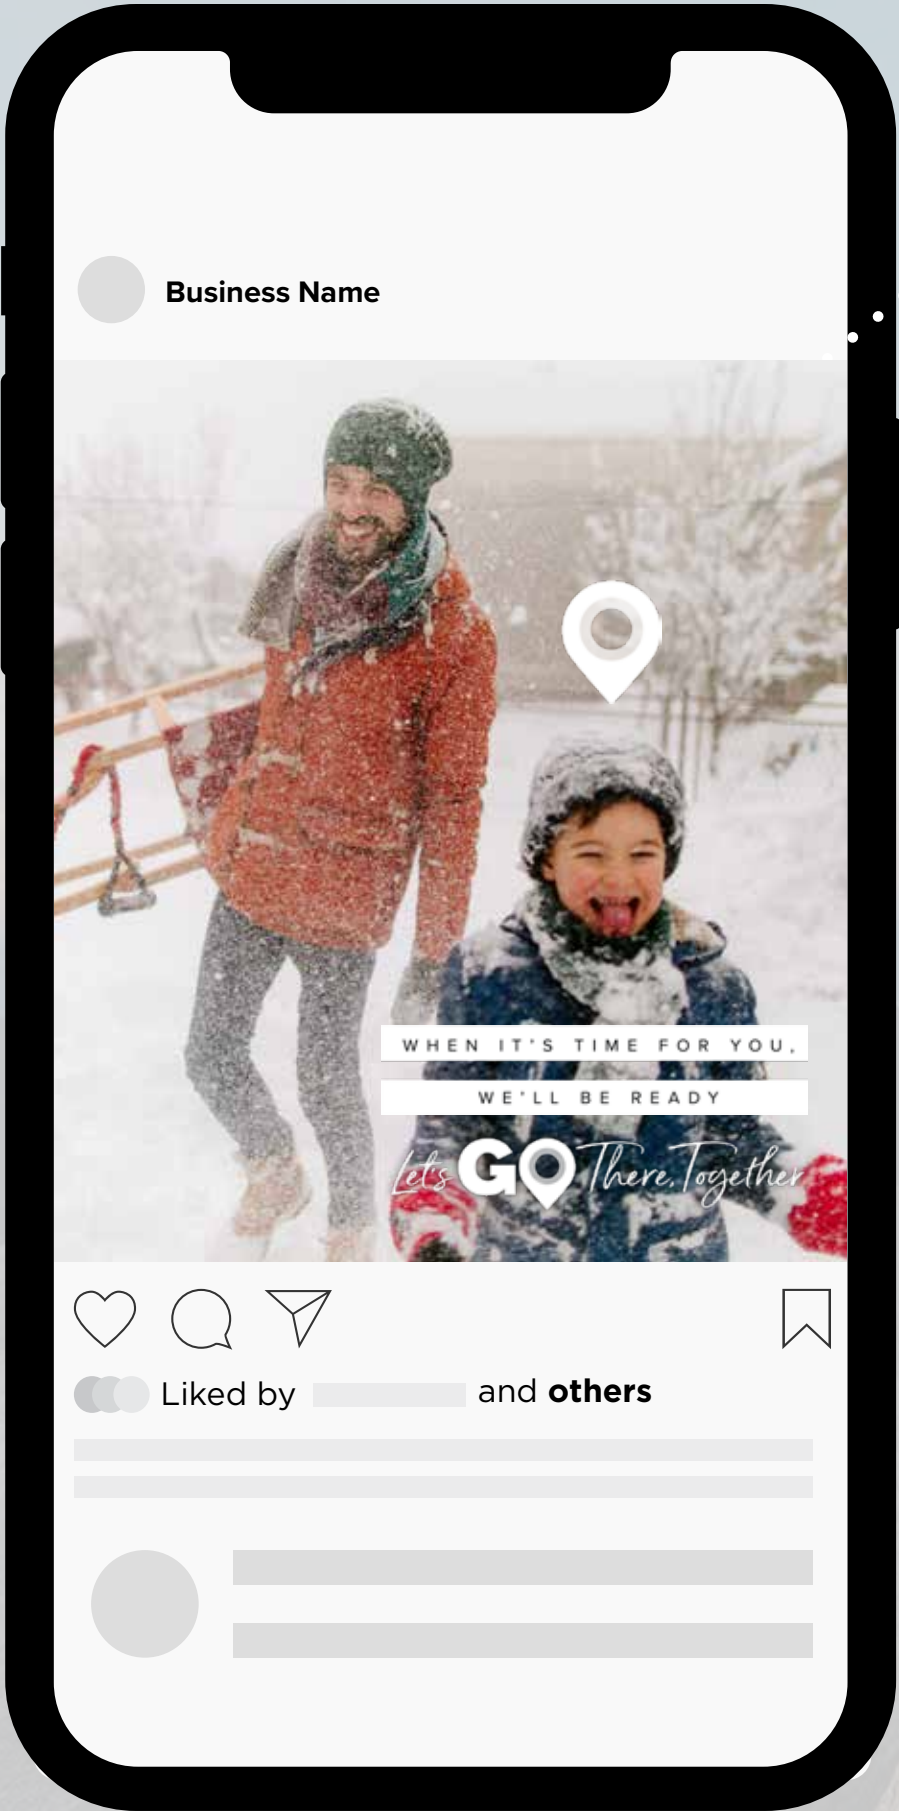 Business Name
WHEN IT'S TIME FOR YOU,
WE'LL BE READY
Let's GO There, Together
Liked by and others